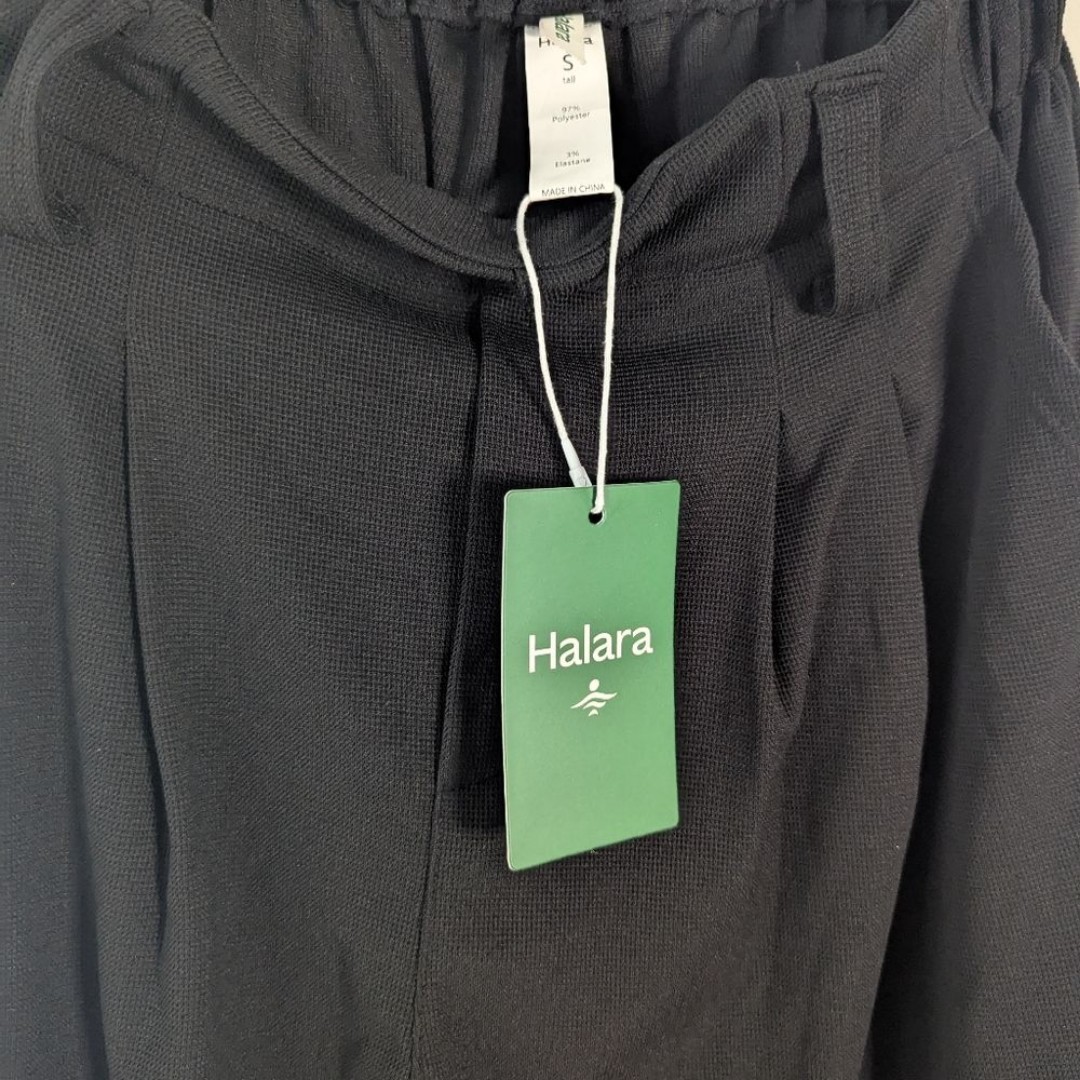 Halara
S
tall
97%
Polyester
3%
Elastane
MADE IN CHINA
Halara